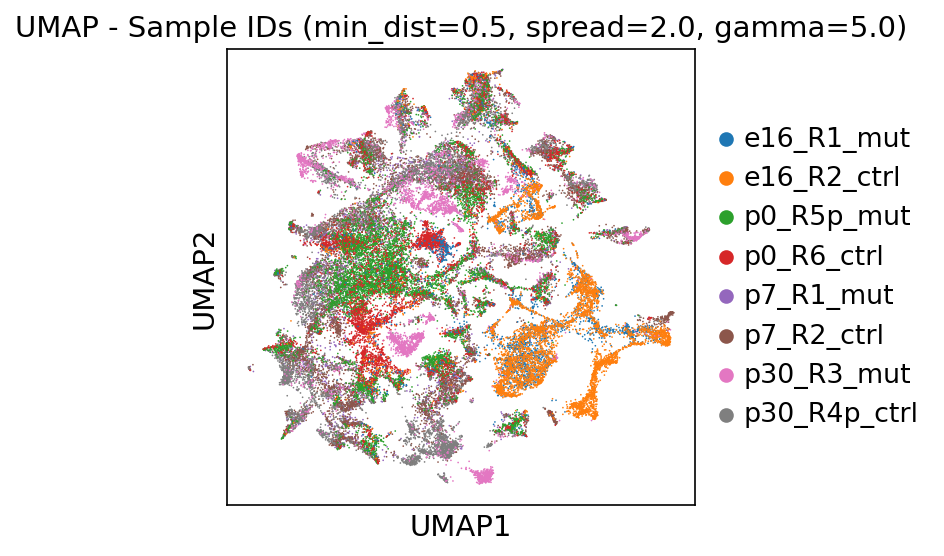 UMAP - Sample IDs (min_dist=0.5, spread=2.0, gamma=5.0)
UMAP2
e16_R1_mut
e16_R2_ctrl
p0_R5p_mut
p0_R6_ctrl
p7_R1_mut
p7_R2_ctrl
p30_R3_mut
p30_R4p_ctrl
UMAP1